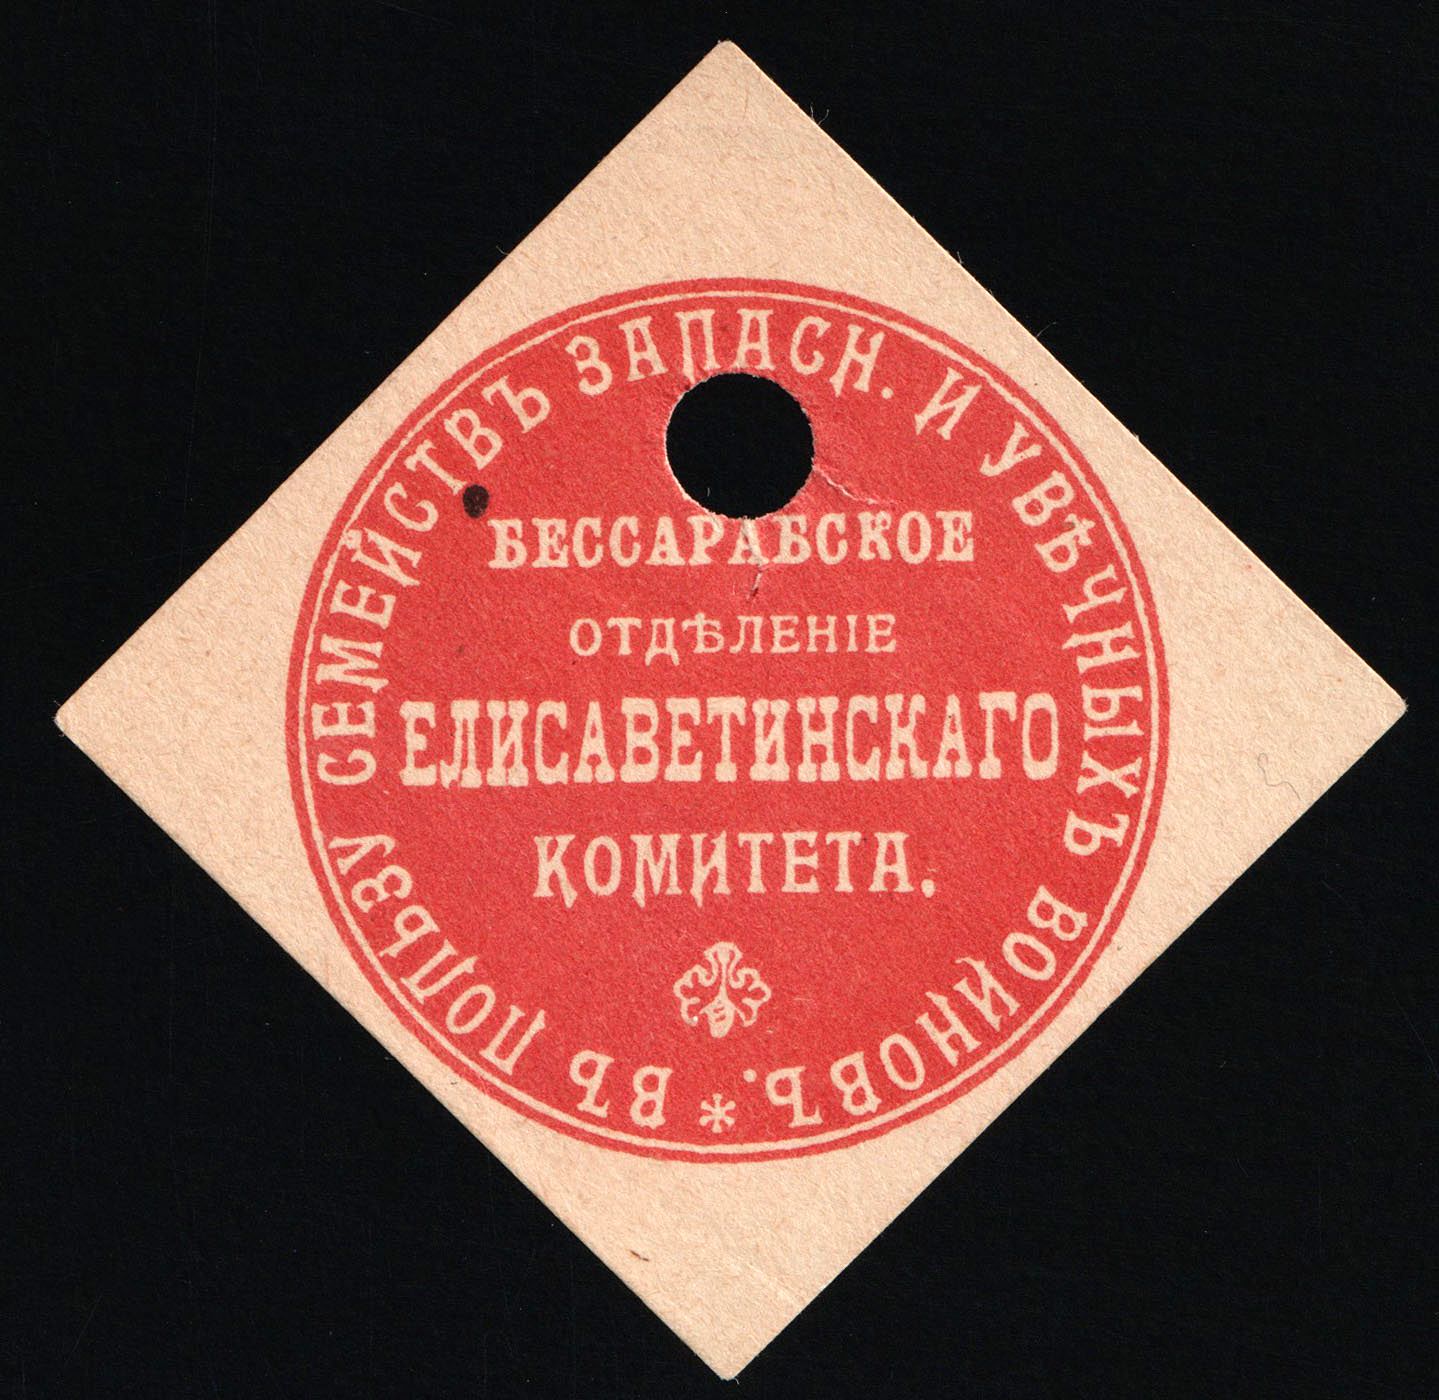 ВЪ ПОЛЬЗУ СЕМЕЙСТВЪ ЗАПАСН. И УВѢЧНЫХЪ ВОИНОВЪ. *
БЕССАРАБСКОЕ
ОТДѢЛЕНІЕ
ЕЛИСАВЕТИНСКАГО
КОМИТЕТА.